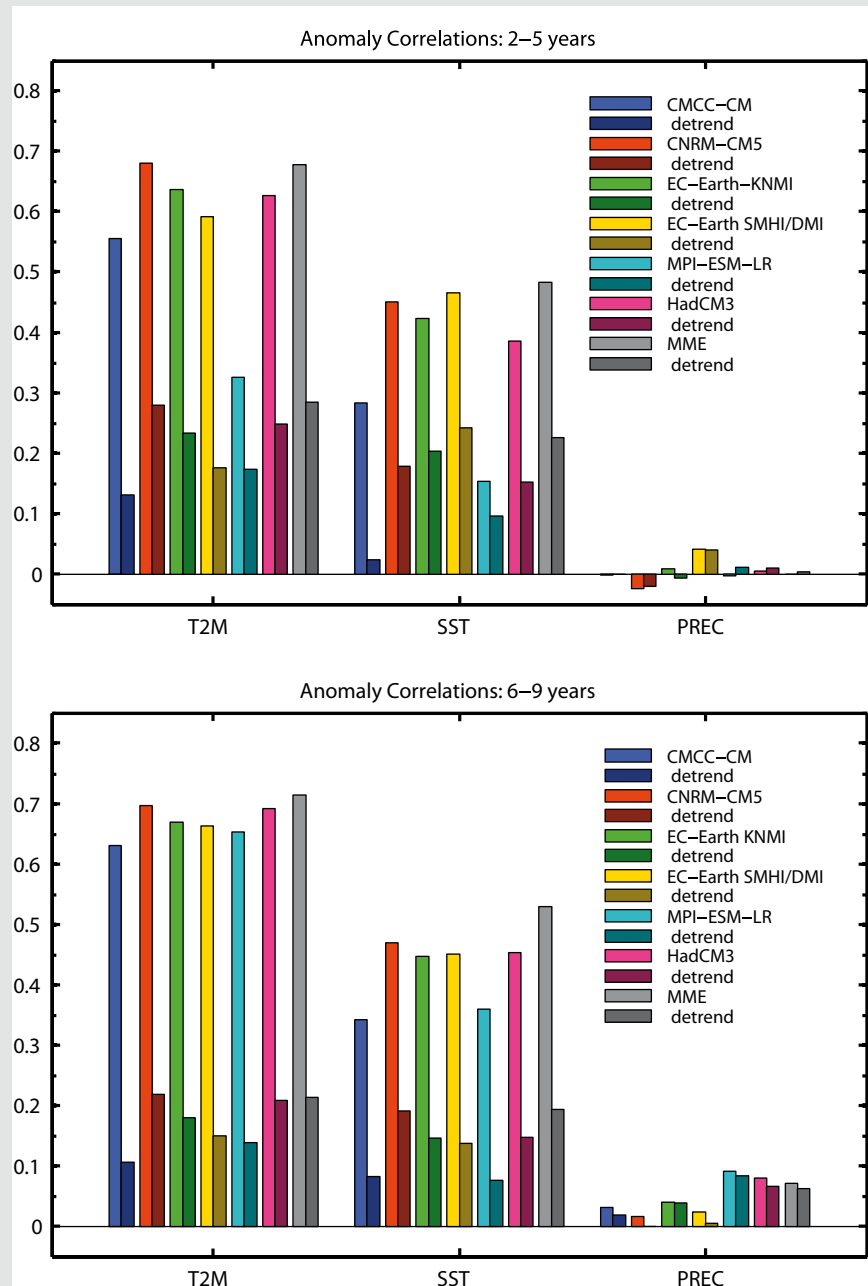 Anomaly Correlations: 2–5 years
0.8
0.7
0.6
0.5
0.4
0.3
0.2
0.1
0
CMCC–CM
detrend
CNRM–CM5
detrend
EC–Earth–KNMI
detrend
EC–Earth SMHI/DMI
detrend
MPI–ESM–LR
detrend
HadCM3
detrend
MME
detrend
T2M SST PREC
Anomaly Correlations: 6–9 years
0.8
0.7
0.6
0.5
0.4
0.3
0.2
0.1
0
CMCC–CM
detrend
CNRM–CM5
detrend
EC–Earth KNMI
detrend
EC–Earth SMHI/DMI
detrend
MPI–ESM–LR
detrend
HadCM3
detrend
MME
detrend
T2M SST PREC